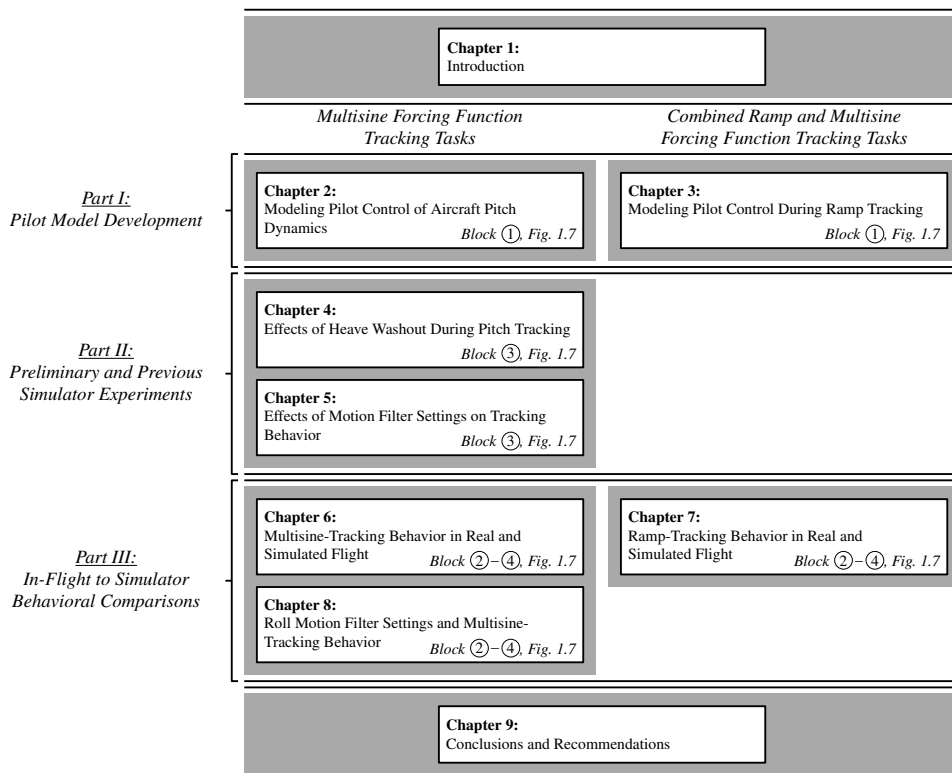 Chapter 1:
Introduction
Multisine Forcing Function
Tracking Tasks
Combined Ramp and Multisine
Forcing Function Tracking Tasks
Part I:
Pilot Model Development
Chapter 2:
Modeling Pilot Control of Aircraft Pitch
Dynamics
Block ①, Fig. 1.7
Chapter 3:
Modeling Pilot Control During Ramp Tracking
Block ①, Fig. 1.7
Part II:
Preliminary and Previous
Simulator Experiments
Chapter 4:
Effects of Heave Washout During Pitch Tracking
Block ③, Fig. 1.7
Chapter 5:
Effects of Motion Filter Settings on Tracking
Behavior
Block ③, Fig. 1.7
Part III:
In-Flight to Simulator
Behavioral Comparisons
Chapter 6:
Multisine-Tracking Behavior in Real and
Simulated Flight
Block ②–④, Fig. 1.7
Chapter 7:
Ramp-Tracking Behavior in Real and
Simulated Flight
Block ②–④, Fig. 1.7
Chapter 8:
Roll Motion Filter Settings and Multisine-
Tracking Behavior
Block ②–④, Fig. 1.7
Chapter 9:
Conclusions and Recommendations